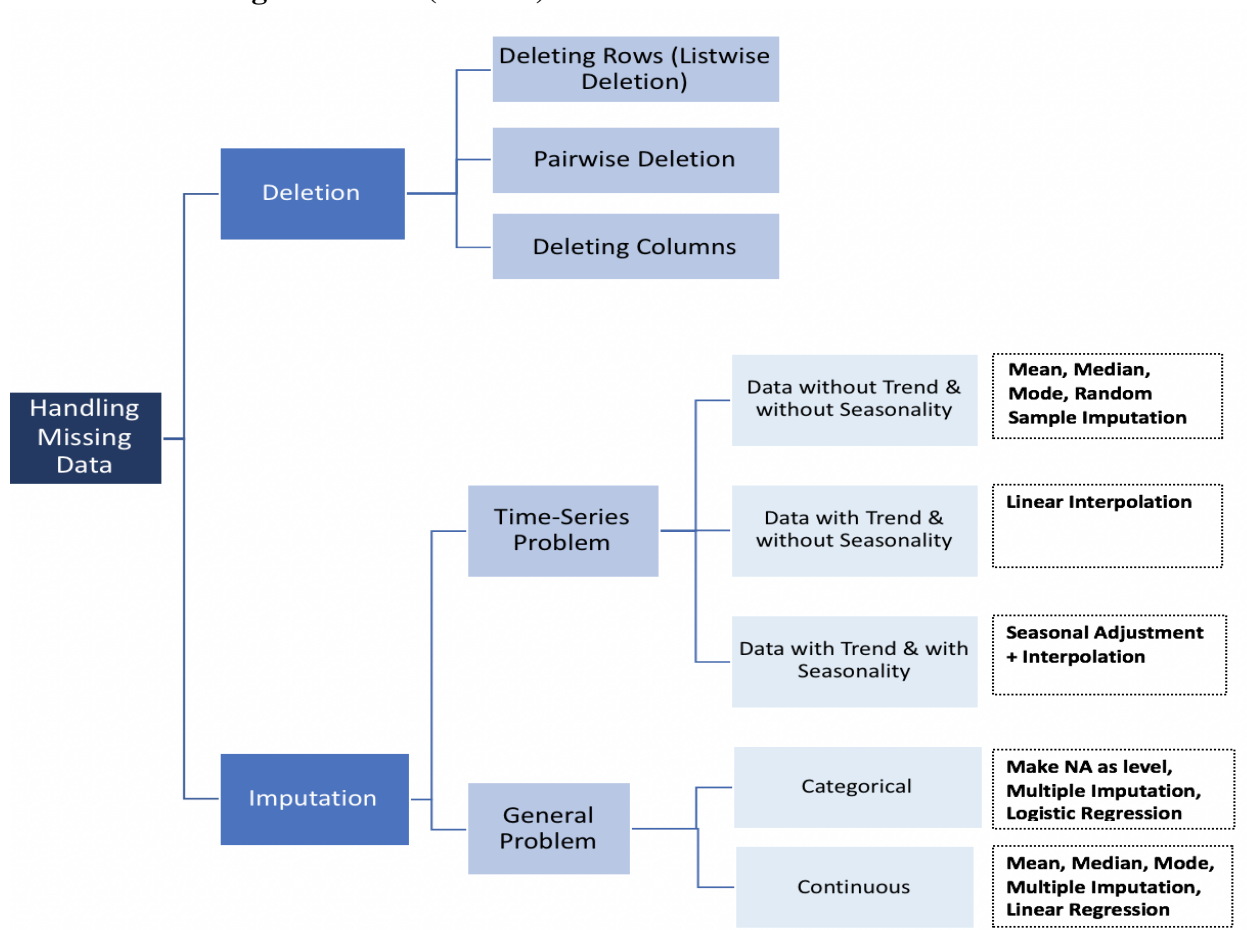 Deleting Rows (Listwise
Deletion)
Pairwise Deletion
Deletion
Deleting Columns
Handling
Missing
Data
Data without Trend &
without Seasonality
Mean, Median,
Mode, Random
Sample Imputation
Time-Series
Problem
Data with Trend &
without Seasonality
Linear Interpolation
Data with Trend & with
Seasonality
Seasonal Adjustment
+ Interpolation
Imputation
General
Problem
Categorical
Make NA as level,
Multiple Imputation,
Logistic Regression
Continuous
Mean, Median, Mode,
Multiple Imputation,
Linear Regression